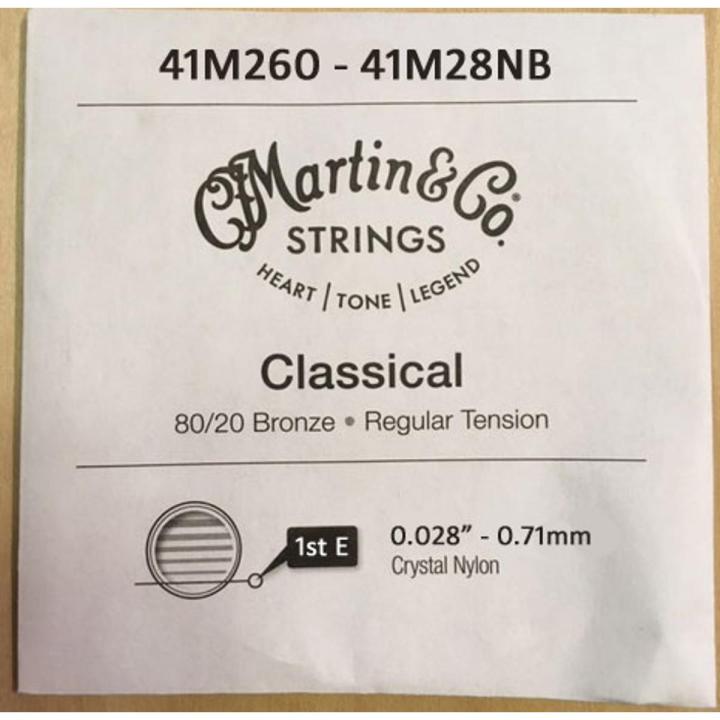 41M260 - 41M28NB
Martin & Co.®
STRINGS
HEART | TONE | LEGEND
Classical
80/20 Bronze • Regular Tension
1st E
0.028” - 0.71mm
Crystal Nylon